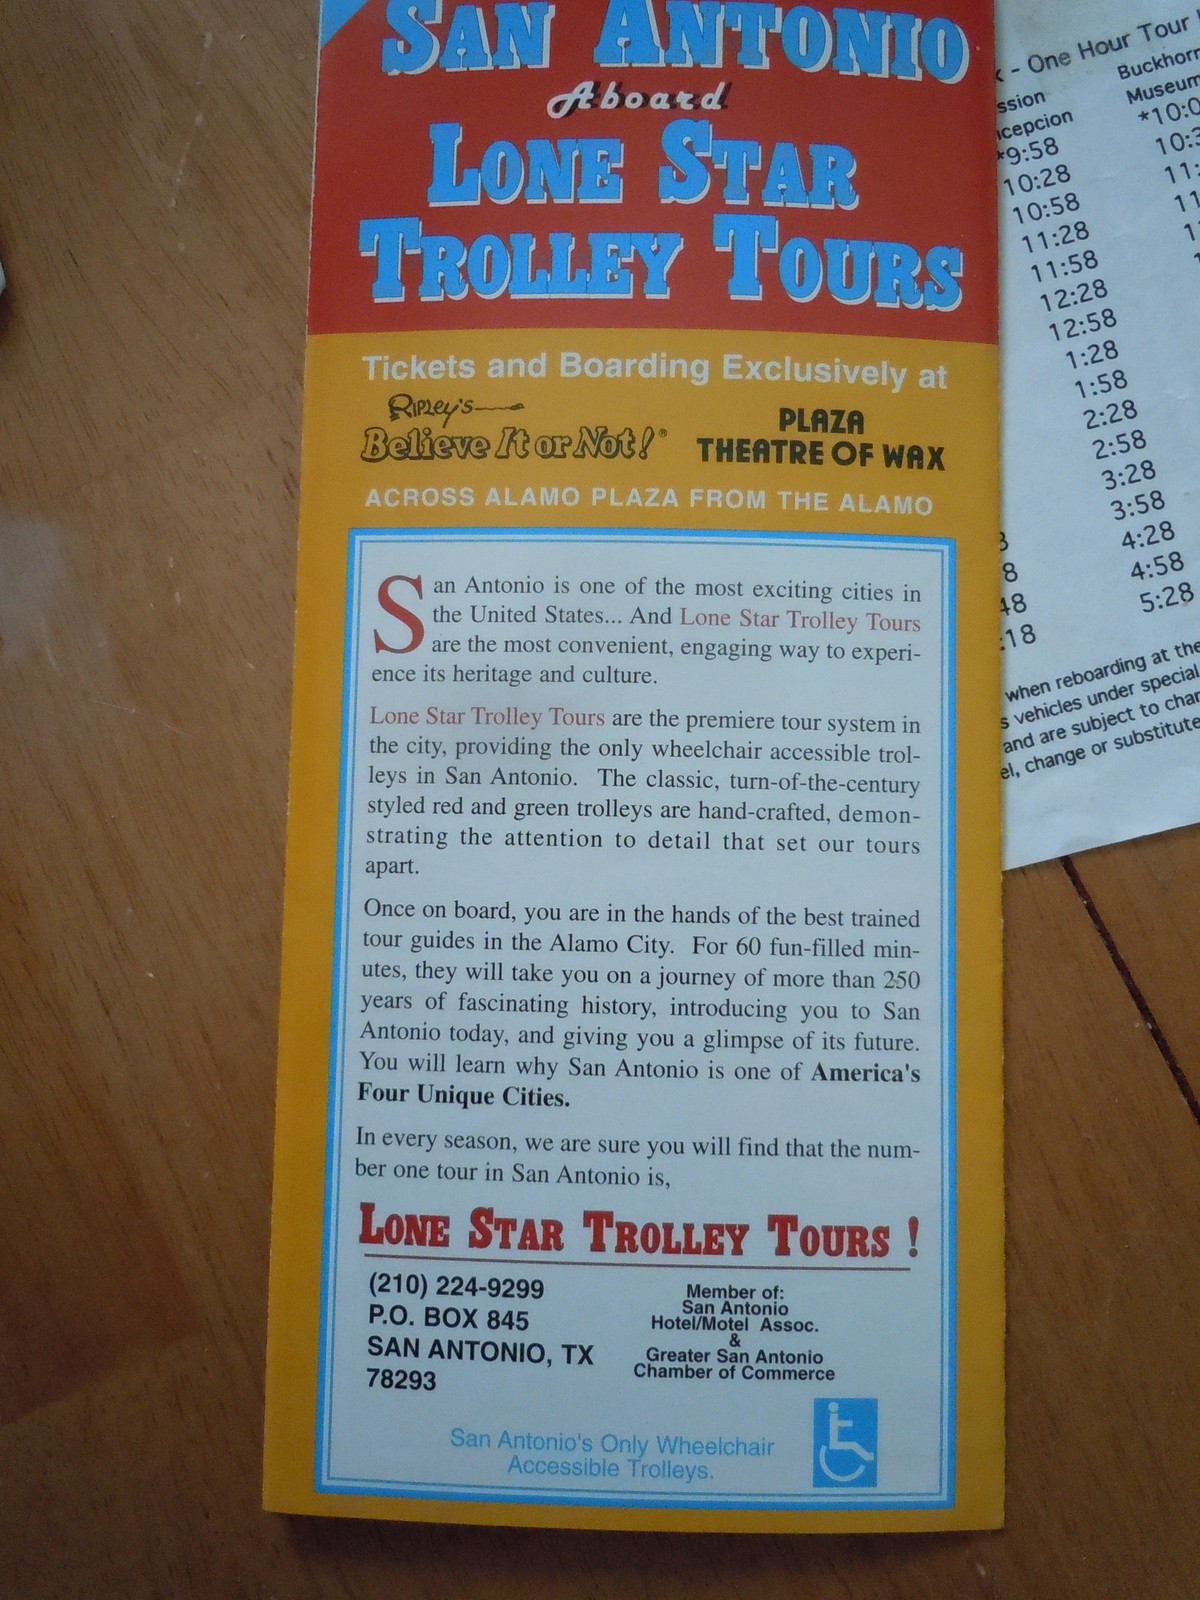 SAN ANTONIO
Aboard
LONE STAR
TROLLEY TOURS
Tickets and Boarding Exclusively at
RIPLEY'S
Believe It or Not!®
PLAZA
THEATRE OF WAX
ACROSS ALAMO PLAZA FROM THE ALAMO
San Antonio is one of the most exciting cities in
the United States... And Lone Star Trolley Tours
are the most convenient, engaging way to experi-
ence its heritage and culture.
Lone Star Trolley Tours are the premiere tour system in
the city, providing the only wheelchair accessible trol-
leys in San Antonio. The classic, turn-of-the-century
styled red and green trolleys are hand-crafted, demon-
strating the attention to detail that set our tours
apart.
Once on board, you are in the hands of the best trained
tour guides in the Alamo City. For 60 fun-filled min-
utes, they will take you on a journey of more than 250
years of fascinating history, introducing you to San
Antonio today, and giving you a glimpse of its future.
You will learn why San Antonio is one of America's
Four Unique Cities.
In every season, we are sure you will find that the num-
ber one tour in San Antonio is,
LONE STAR TROLLEY TOURS !
(210) 224-9299
P.O. BOX 845
SAN ANTONIO, TX
78293
Member of:
San Antonio
Hotel/Motel Assoc.
&
Greater San Antonio
Chamber of Commerce
San Antonio's Only Wheelchair
Accessible Trolleys.
- One Hour Tour
Buckhorn
Museum
*9:58
10:28
10:58
11:28
11:58
12:28
12:58
1:28
1:58
2:28
2:58
3:28
3:58
4:28
4:58
5:28
when reboarding at the
vehicles under special
and are subject to
change or substitute